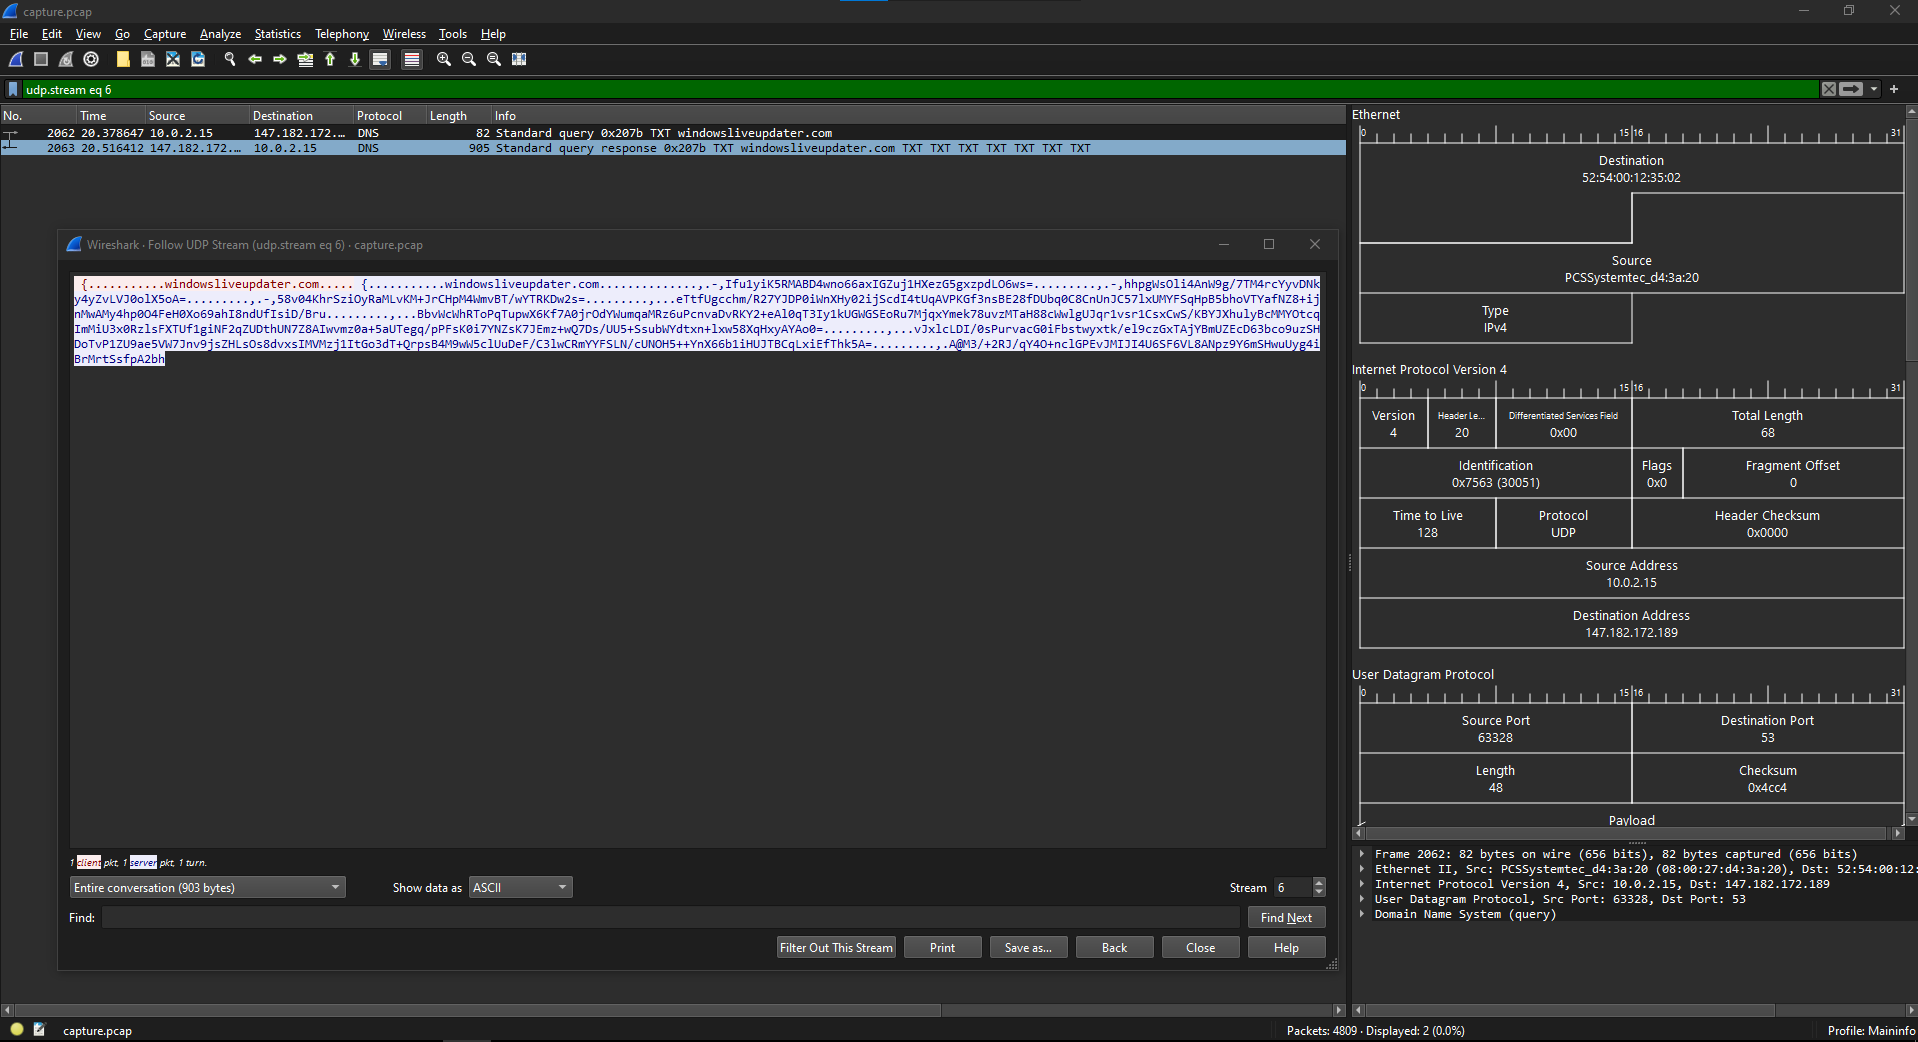 capture.pcap
File Edit View Go Capture Analyze Statistics Telephony Wireless Tools Help
udp.stream eq 6
No. Time Source Destination Protocol Length Info
2062 20.378647 10.0.2.15 147.182.172.… DNS 82 Standard query 0x207b TXT windowsliveupdater.com
2063 20.516412 147.182.172.… 10.0.2.15 DNS 905 Standard query response 0x207b TXT windowsliveupdater.com TXT TXT TXT TXT TXT TXT TXT
Wireshark · Follow UDP Stream (udp.stream eq 6) · capture.pcap
{...........windowsliveupdater.com..... {...........windowsliveupdater.com..............,.-,Ifu1yiK5RMABD4wno66axIGZuj1HXezG5gxzpdLO6ws=.........,.-,hhpgWsOli4AnW9g/7TM4rcYyvDNk
y4yZvLVJ0olX5oA=.........,.-,58v04KhrSziOyRaMLvKM+JrCHpM4WmvBT/wYTRKDw2s=.........,...eTtfUgcchm/R27YJDP0iWnXHy02ijScdI4tUqAVPKGf3nsBE28fDUbq0C8CnUnJC57lxUMYFSqHpB5bhoVTYafNZ8+ij
nMwAMy4hp0O4FeH0Xo69ahI8ndUfIsiD/Bru.........,...BbvWcWhRToPqTupwX6Kf7A0jrOdYWumqaMRz6uPcnvaDvRKY2+eAl0qT3Iy1kUGWGSEoRu7MjqxYmek78uvzMTaH88cWwlgUJqr1vsr1CsxCwS/KBYJXhulyBcMMYOtcq
ImMiU3x0RzlsFXTUf1giNF2qZUDthUN7Z8AIwvmz0a+5aUTegq/pPFsK0i7YNZsK7JEmz+wQ7Ds/UU5+SsubWYdtxn+lxw58XqHxyAYAo0=.........,...vJxlcLDI/0sPurvacG0iFbstwyxtk/el9czGxTAjYBmUZEcD63bco9uzSH
DoTvP1ZU9ae5VW7Jnv9jsZHLsOs8dvxsIMVMzj1ItGo3dT+QrpsB4M9wW5clUuDeF/C3lwCRmYYFSLN/cUNOH5++YnX66b1iHUJTBCqLxiEfThk5A=.........,.A@M3/+2RJ/qY4O+nclGPEvJMIJI4U6SF6VL8ANpz9Y6mSHwuUyg4i
BrMrtSsfpA2bh
1 client pkt, 1 server pkt, 1 turn.
Entire conversation (903 bytes) Show data as ASCII Stream 6
Find: Find Next
Filter Out This Stream Print Save as... Back Close Help
Ethernet
0 15 16 31
Destination
52:54:00:12:35:02
Source
PCSSystemtec_d4:3a:20
Type
IPv4
Internet Protocol Version 4
0 15 16 31
Version Header Le... Differentiated Services Field Total Length
4 20 0x00 68
Identification Flags Fragment Offset
0x7563 (30051) 0x0 0
Time to Live Protocol Header Checksum
128 UDP 0x0000
Source Address
10.0.2.15
Destination Address
147.182.172.189
User Datagram Protocol
0 15 16 31
Source Port Destination Port
63328 53
Length Checksum
48 0x4cc4
Payload
Frame 2062: 82 bytes on wire (656 bits), 82 bytes captured (656 bits)
Ethernet II, Src: PCSSystemtec_d4:3a:20 (08:00:27:d4:3a:20), Dst: 52:54:00:12:
Internet Protocol Version 4, Src: 10.0.2.15, Dst: 147.182.172.189
User Datagram Protocol, Src Port: 63328, Dst Port: 53
Domain Name System (query)
capture.pcap
Packets: 4809 · Displayed: 2 (0.0%)
Profile: Maininfo